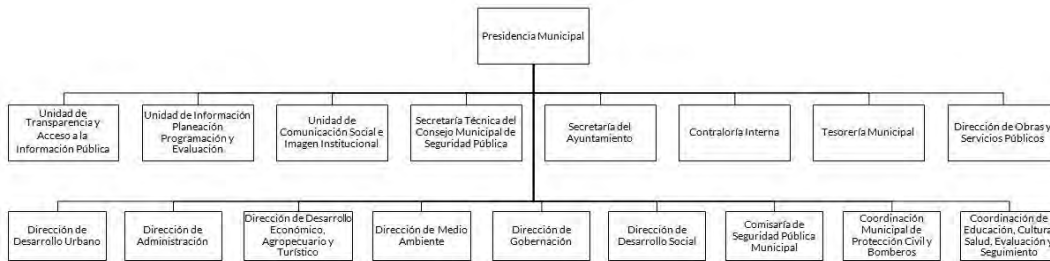 Presidencia Municipal
Unidad de
Transparencia y
Acceso a la
Información Pública
Unidad de Información
Planeación
Programación y
Evaluación.
Unidad de
Comunicación Social e
Imagen Institucional
Secretaría Técnica del
Consejo Municipal de
Seguridad Pública
Secretaría del
Ayuntamiento
Contraloría Interna
Tesorería Municipal
Dirección de Obras y
Servicios Públicos
Dirección de
Desarrollo Urbano
Dirección de
Administración
Dirección de Desarrollo
Económico,
Agropecuario y
Turístico
Dirección de Medio
Ambiente
Dirección de
Gobernación
Dirección de
Desarrollo Social
Comisaría de
Seguridad Pública
Municipal
Coordinación
Municipal de
Protección Civil y
Bomberos
Coordinación de
Educación, Cultura,
Salud, Evaluación y
Seguimiento